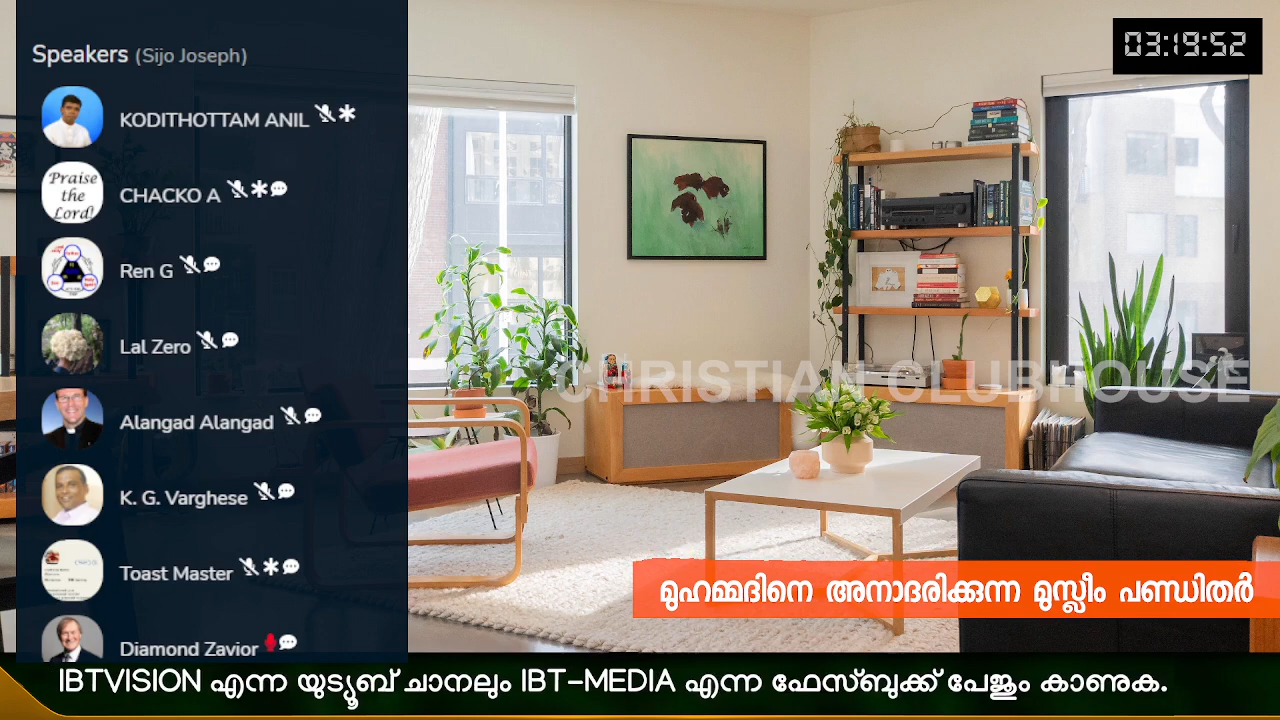 03:19:52
Speakers (Sijo Joseph)
KODITHOTTAM ANIL
CHACKO A
Praise
the
Lord!
Ren G
Lal Zero
Alangad Alangad
K. G. Varghese
Toast Master
Diamond Zavior
CHRISTIAN CLUBHOUSE
മുഹമ്മദിനെ അനാദരിക്കുന്ന മുസ്ലീം പണ്ഡിതർ
IBTVISION എന്ന യുട്യൂബ് ചാനലും IBT-MEDIA എന്ന ഫേസ്ബുക്ക് പേജും കാണുക.